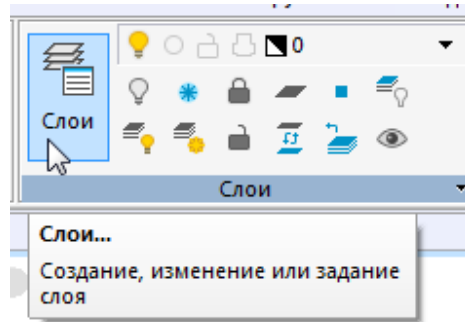 0
Слои
Слои
Слои...
Создание, изменение или задание
слоя